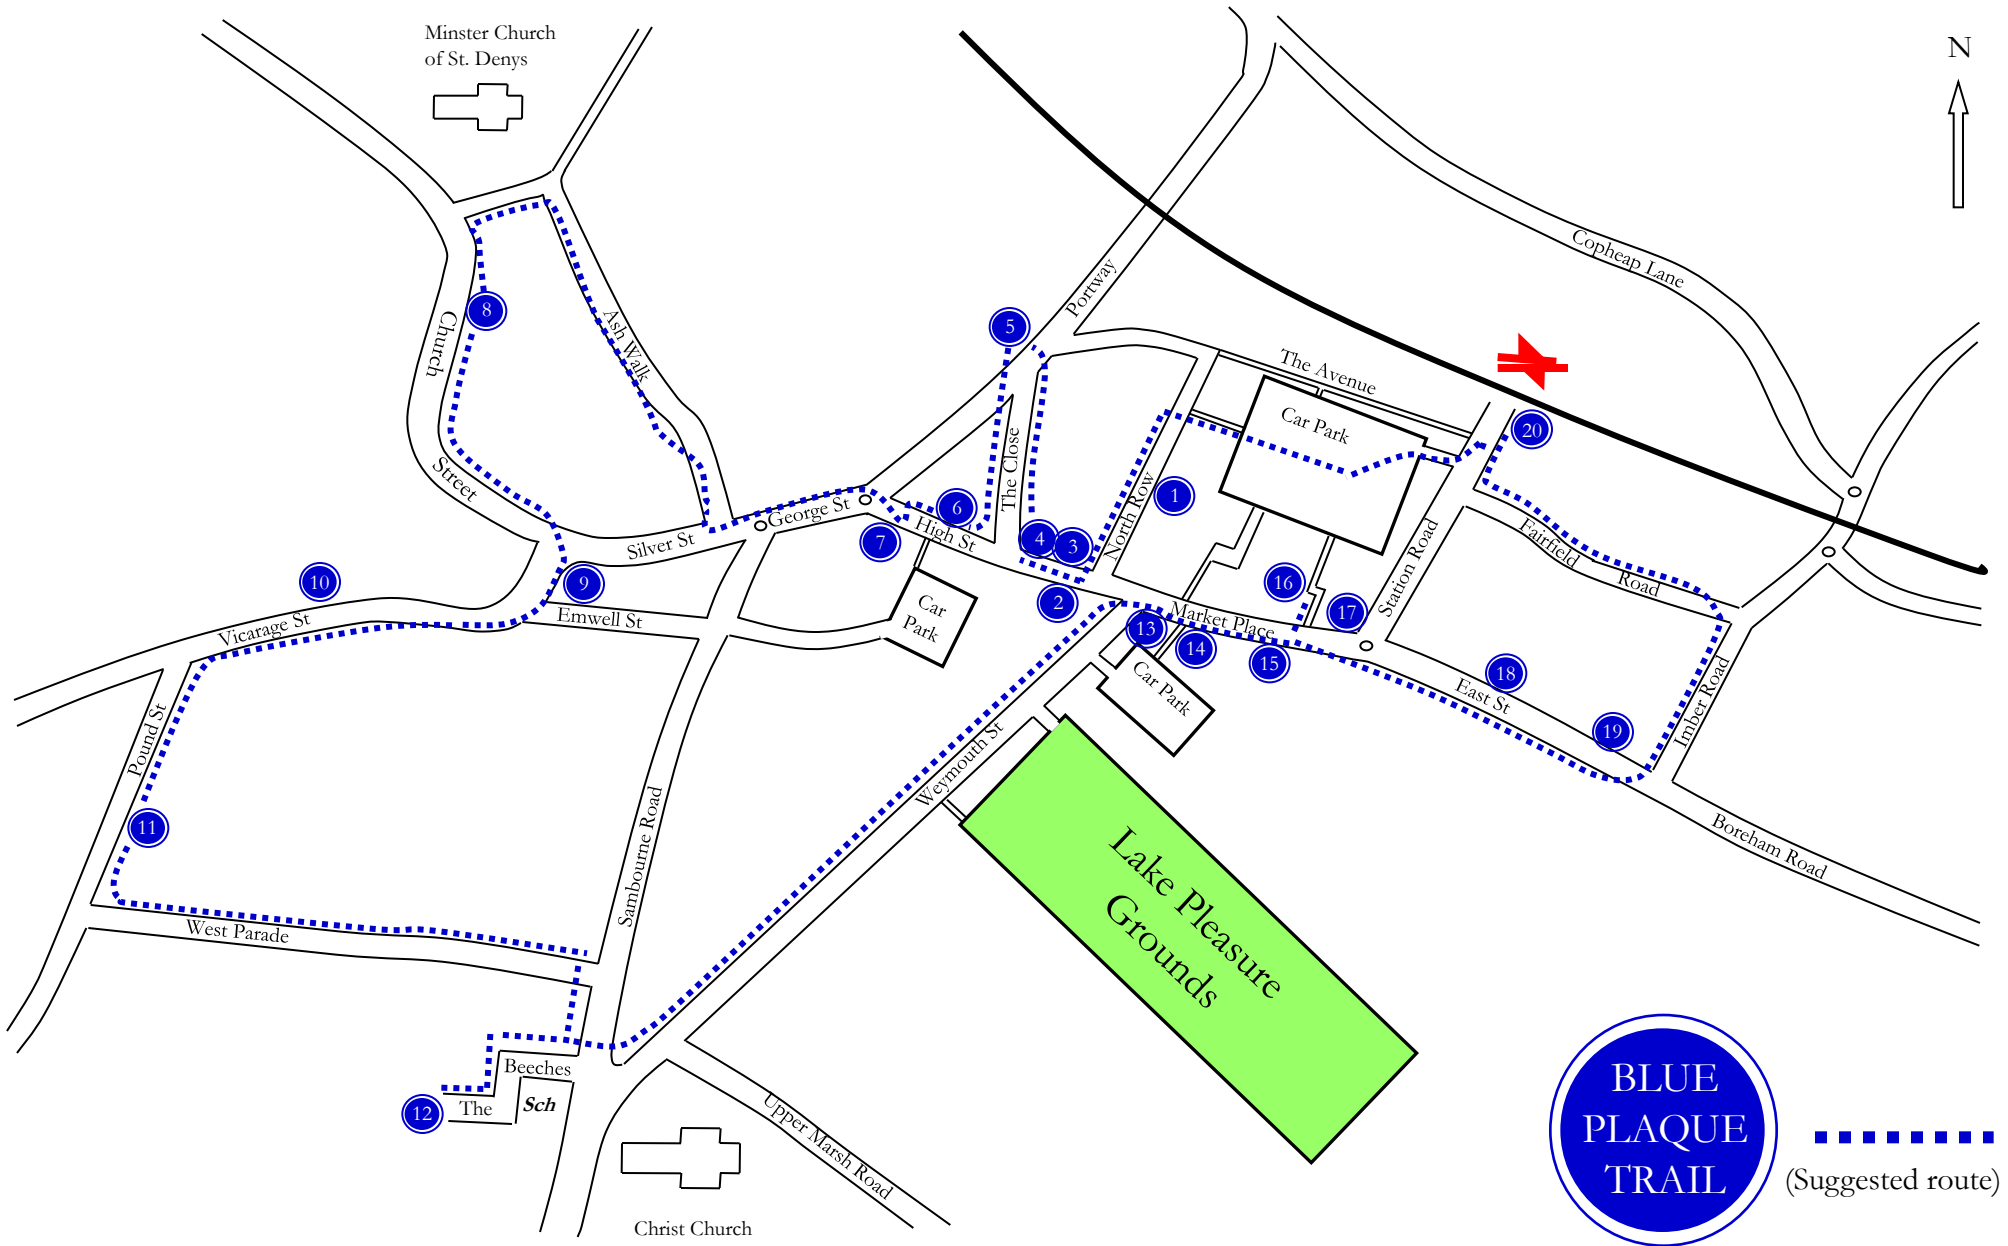 Minster Church
of St. Denys
N
Copheap Lane
Portway
The Avenue
Car Park
Church
Street
Ash Walk
8
5
20
1
6
7
4
3
2
The Close
North Row
George St
High St
Silver St
Station Road
Fairfield
Road
10
9
16
17
Vicarage St
Emwell St
Car
Park
Market Place
13
14
15
18
19
Car Park
East St
Imber Road
Pound St
11
Weymouth St
Sambourne Road
Boreham Road
West Parade
Lake Pleasure
Grounds
Beeches
The
Sch
12
Upper Marsh Road
Christ Church
BLUE
PLAQUE
TRAIL
(Suggested route)